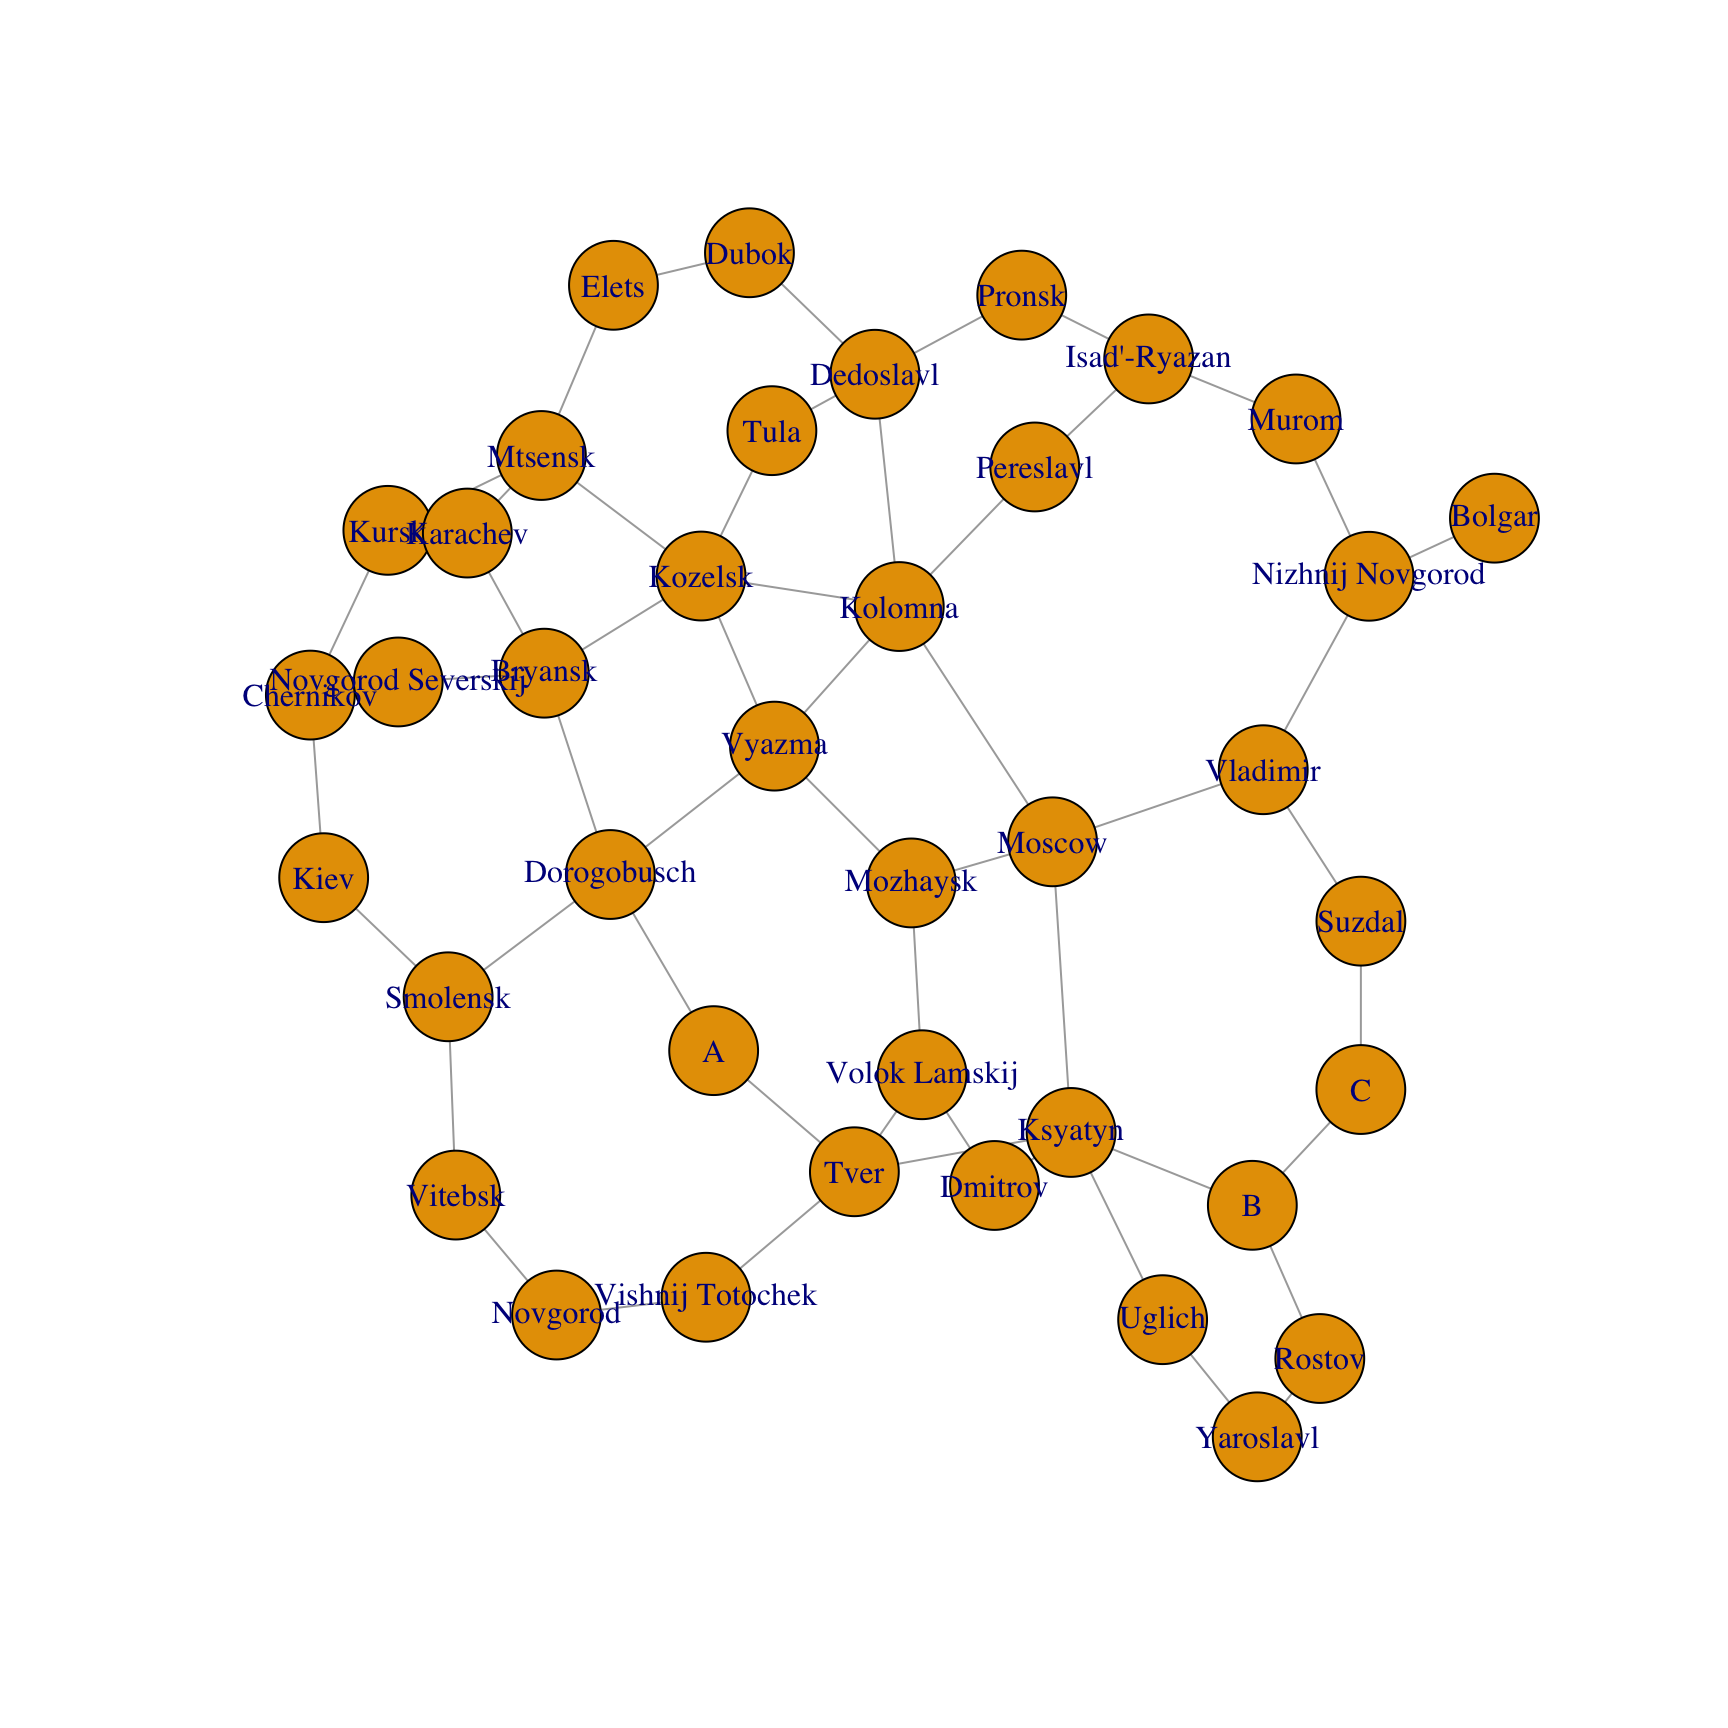 Dubok
Elets
Pronsk
Isad'-Ryazan
Dedoslavl
Murom
Tula
Mtsensk
Pereslavl
Bolgar
Kursk
Karachev
Nizhnij Novgorod
Kozelsk
Kolomna
Bryansk
Novgorod Severskij
Chernikov
Vyazma
Vladimir
Moscow
Dorogobusch
Kiev
Mozhaysk
Suzdal
Smolensk
A
Volok Lamskij
C
Ksyatyn
Tver
Dmitrov
Vitebsk
B
Vishnij Totochek
Novgorod
Uglich
Rostov
Yaroslavl